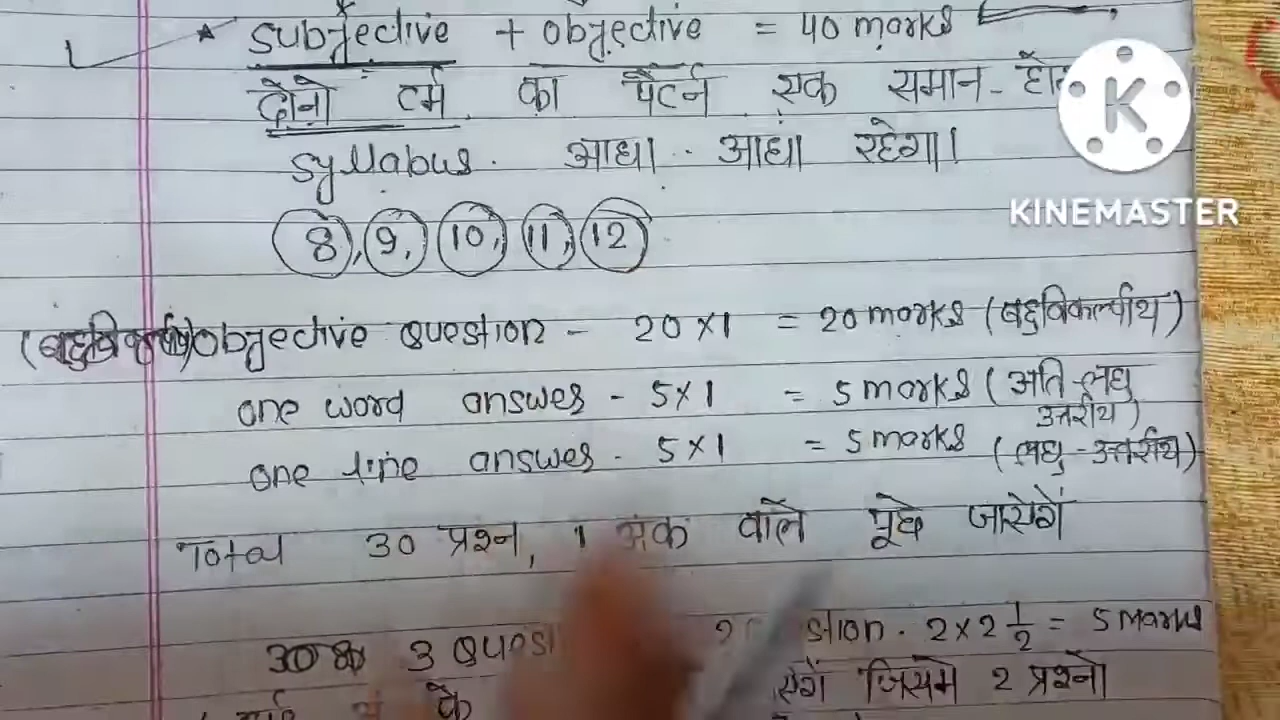 subjective + objective = 40 marks
दोनो टर्म का पैटर्न एक समान
syllabus. आधा - आधा रहेगा।
8, 9, 10, 11, 12
KINEMASTER
Objective Question - 20 × 1 = 20 marks (बहुविकल्पीय)
one word answer - 5 × 1 = 5 marks (अति-लघु उत्तरीय)
one line answer - 5 × 1 = 5 marks (लघु-उत्तरीय)
Total 30 प्रश्न, 1 अंक वाले पूछे जाऐगें
3 2 × 2 1/2 = 5 marks
जिसमे 2 प्रश्नो
के